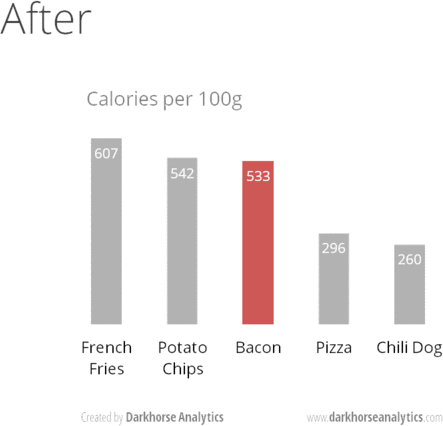 After
Calories per 100g
607
542
533
296
260
French Fries
Potato Chips
Bacon
Pizza
Chili Dog
Created by Darkhorse Analytics
www.darkhorseanalytics.com